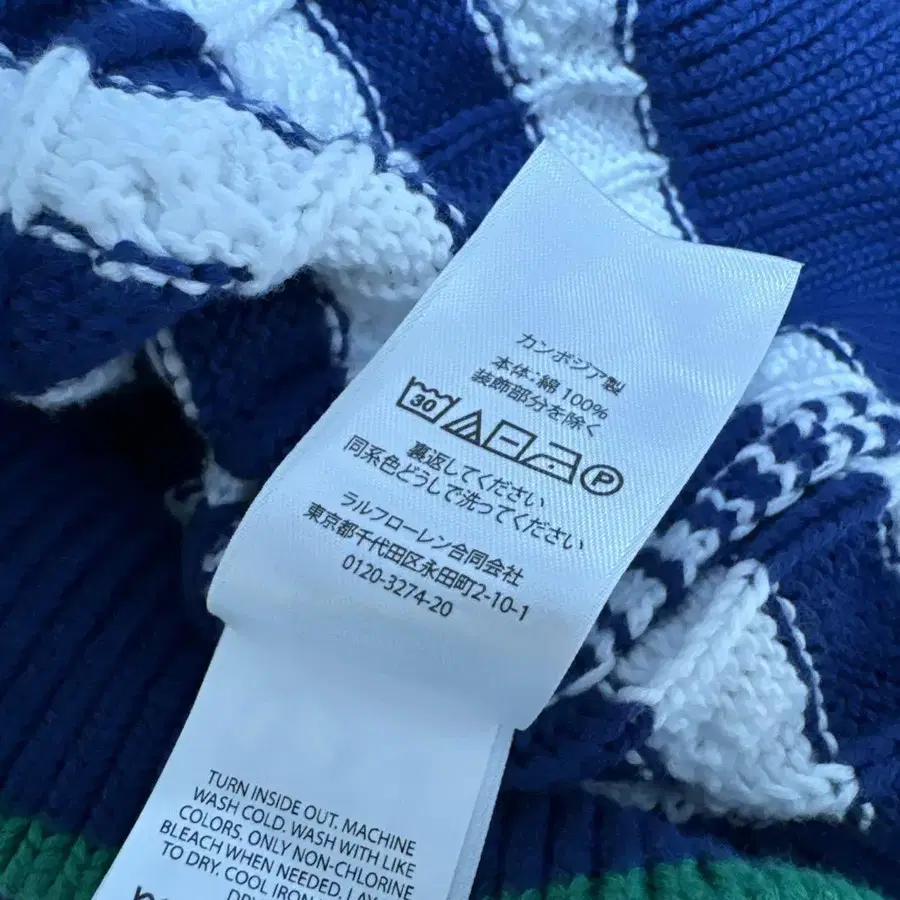 カンボジア製
本体:綿 100%
装飾部分を除く
30 P
裏返してください
同系色どうしで洗ってください
ラルフローレン合同会社
東京都千代田区永田町2-10-1
0120-3274-20
TURN INSIDE OUT. MACHINE
WASH COLD. WASH WITH LIKE
COLORS. ONLY NON-CHLORINE
BLEACH WHEN NEEDED. LAY
TO DRY. COOL IRON